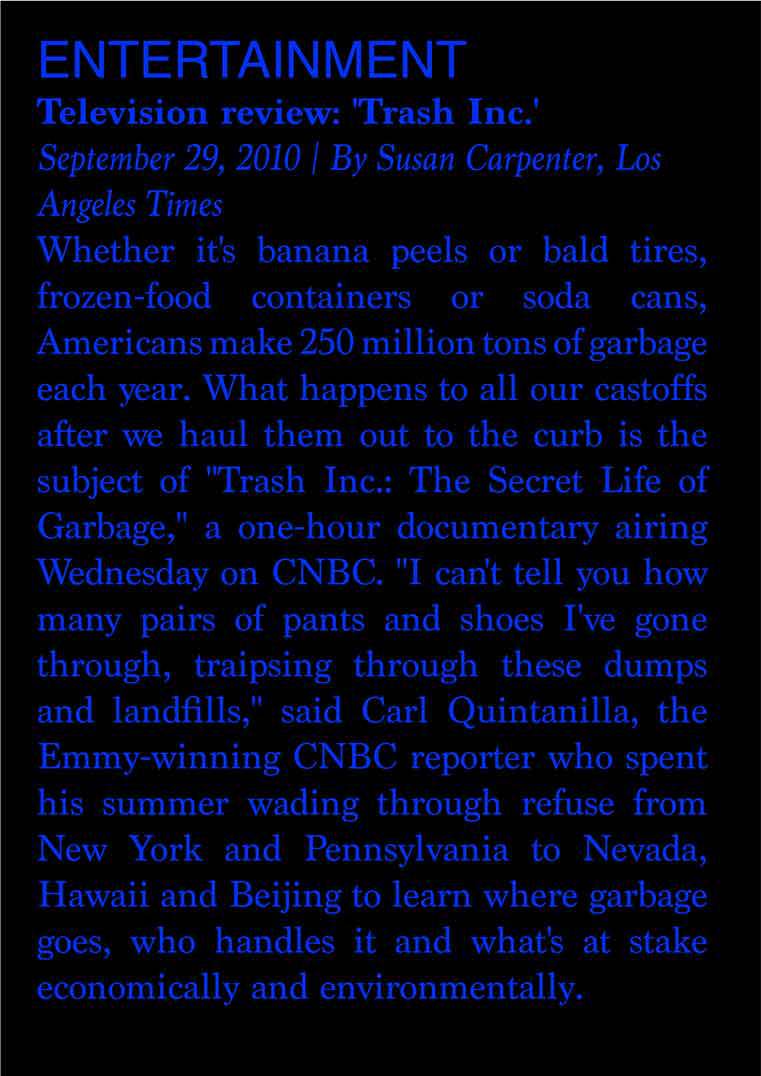 ENTERTAINMENT
Television review: 'Trash Inc.'
September 29, 2010 | By Susan Carpenter, Los
Angeles Times
Whether it's banana peels or bald tires,
frozen-food containers or soda cans,
Americans make 250 million tons of garbage
each year. What happens to all our castoffs
after we haul them out to the curb is the
subject of "Trash Inc.: The Secret Life of
Garbage," a one-hour documentary airing
Wednesday on CNBC. "I can't tell you how
many pairs of pants and shoes I've gone
through, traipsing through these dumps
and landfills," said Carl Quintanilla, the
Emmy-winning CNBC reporter who spent
his summer wading through refuse from
New York and Pennsylvania to Nevada,
Hawaii and Beijing to learn where garbage
goes, who handles it and what's at stake
economically and environmentally.